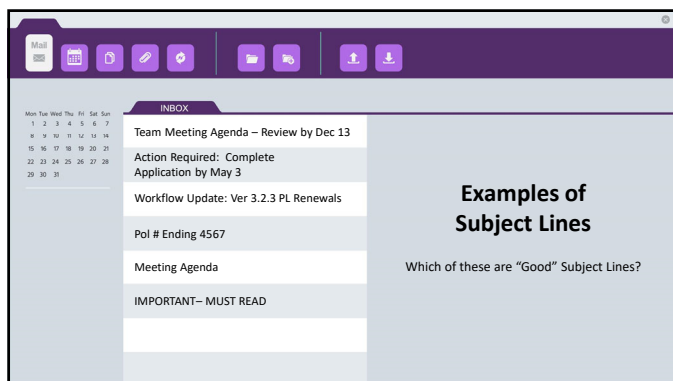 Mail
INBOX
Mon Tue Wed Thu Fri Sat Sun
1 2 3 4 5 6 7
8 9 10 11 12 13 14
15 16 17 18 19 20 21
22 23 24 25 26 27 28
29 30 31
Team Meeting Agenda – Review by Dec 13
Action Required: Complete
Application by May 3
Workflow Update: Ver 3.2.3 PL Renewals
Pol # Ending 4567
Meeting Agenda
IMPORTANT– MUST READ
Examples of
Subject Lines
Which of these are “Good” Subject Lines?